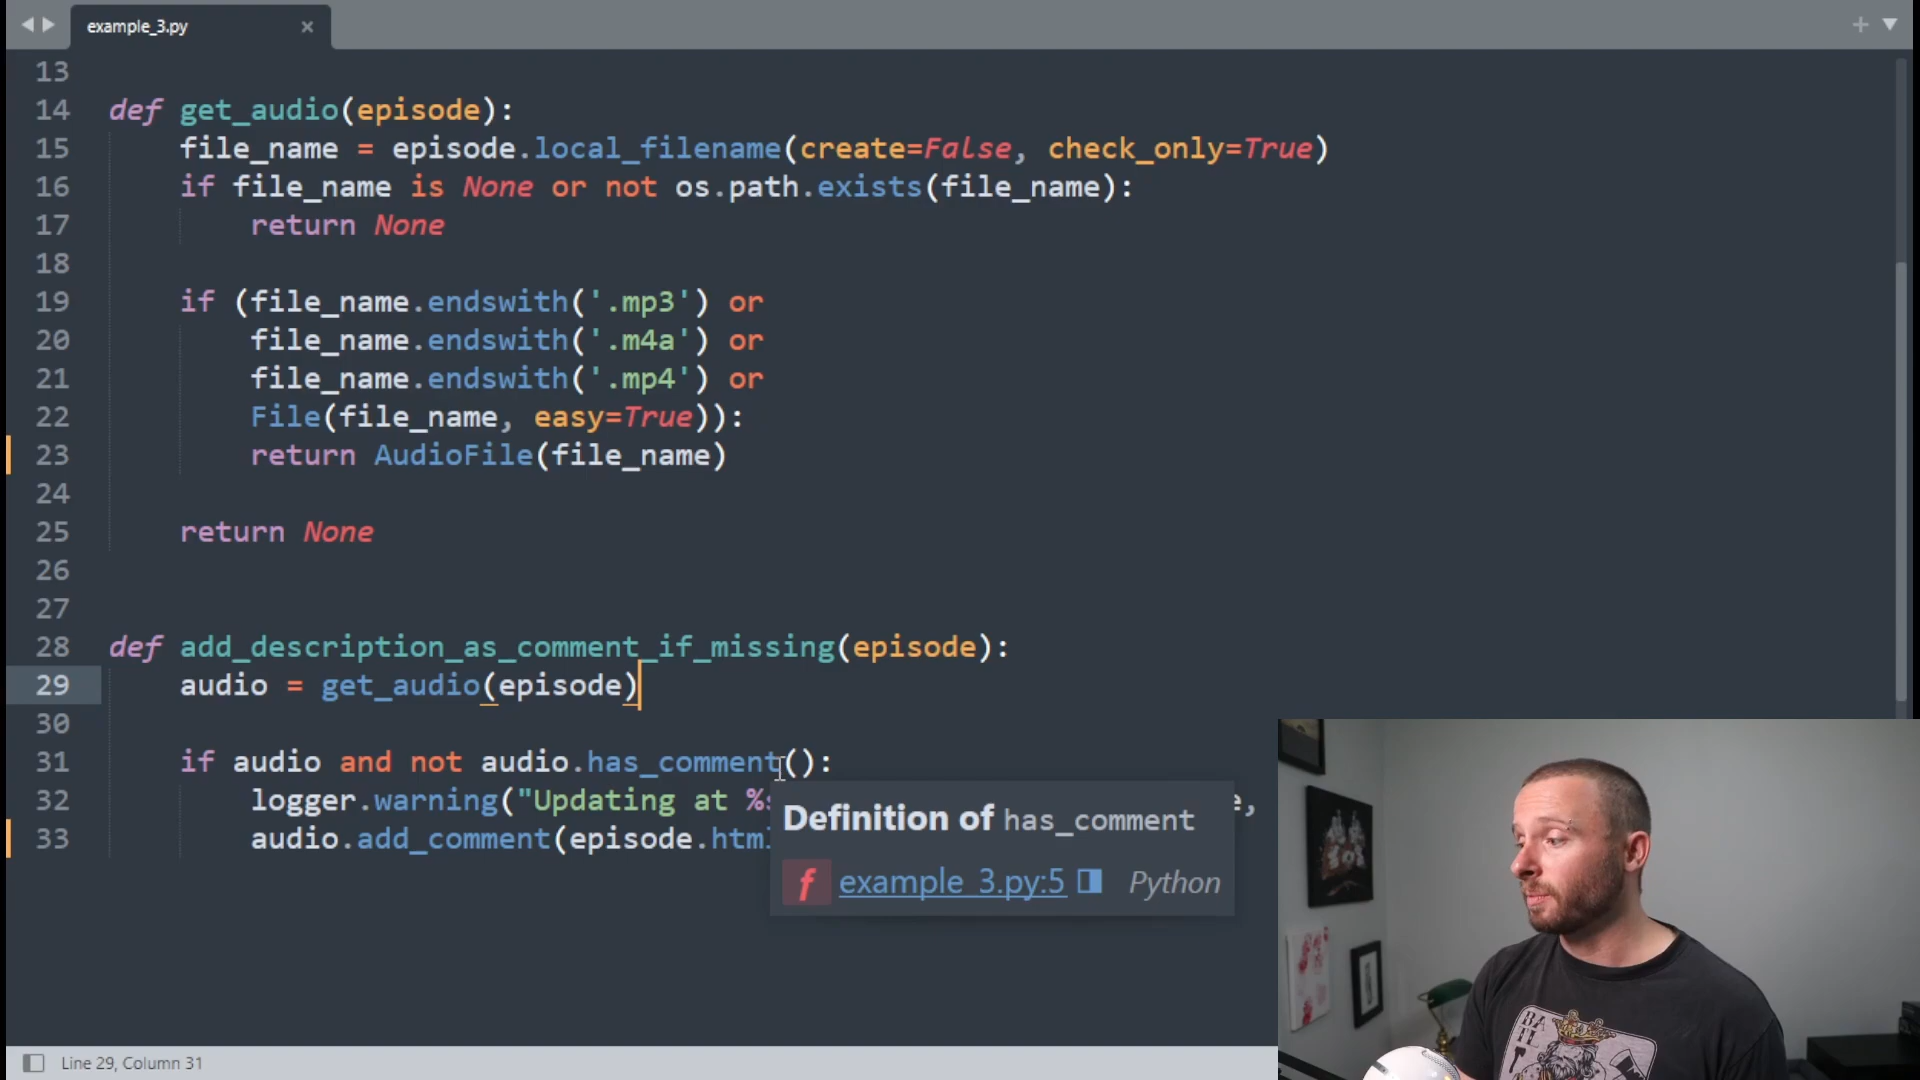 example_3.py
13
14 def get_audio(episode):
15 file_name = episode.local_filename(create=False, check_only=True)
16 if file_name is None or not os.path.exists(file_name):
17 return None
18
19 if (file_name.endswith('.mp3') or
20 file_name.endswith('.m4a') or
21 file_name.endswith('.mp4') or
22 File(file_name, easy=True)):
23 return AudioFile(file_name)
24
25 return None
26
27
28 def add_description_as_comment_if_missing(episode):
29 audio = get_audio(episode)
30
31 if audio and not audio.has_comment():
32 logger.warning("Updating at %s e,
33 audio.add_comment(episode.html
Definition of has_comment
f example_3.py:5 Python
Line 29, Column 31